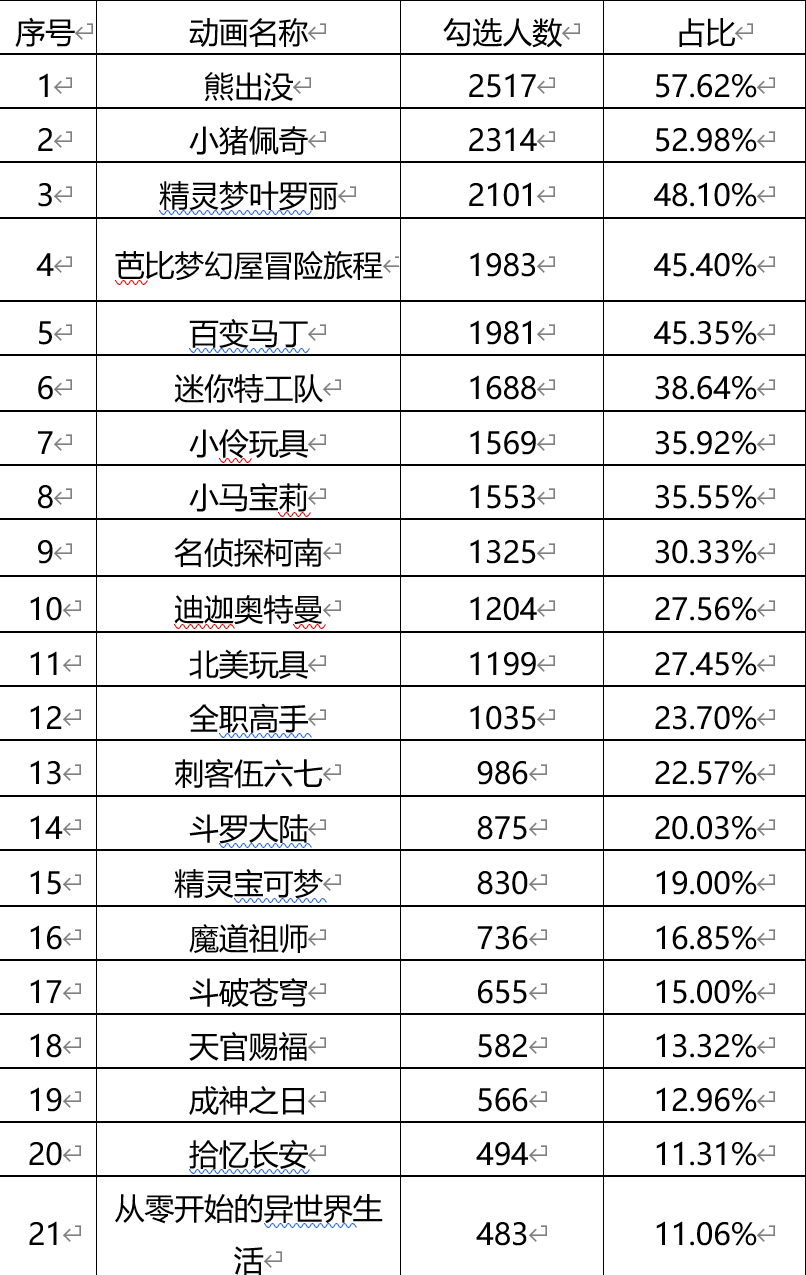 序号 动画名称 勾选人数 占比
1 熊出没 2517 57.62%
2 小猪佩奇 2314 52.98%
3 精灵梦叶罗丽 2101 48.10%
4 芭比梦幻屋冒险旅程 1983 45.40%
5 百变马丁 1981 45.35%
6 迷你特工队 1688 38.64%
7 小伶玩具 1569 35.92%
8 小马宝莉 1553 35.55%
9 名侦探柯南 1325 30.33%
10 迪迦奥特曼 1204 27.56%
11 北美玩具 1199 27.45%
12 全职高手 1035 23.70%
13 刺客伍六七 986 22.57%
14 斗罗大陆 875 20.03%
15 精灵宝可梦 830 19.00%
16 魔道祖师 736 16.85%
17 斗破苍穹 655 15.00%
18 天官赐福 582 13.32%
19 成神之日 566 12.96%
20 拾忆长安 494 11.31%
21 从零开始的异世界生 483 11.06%
活